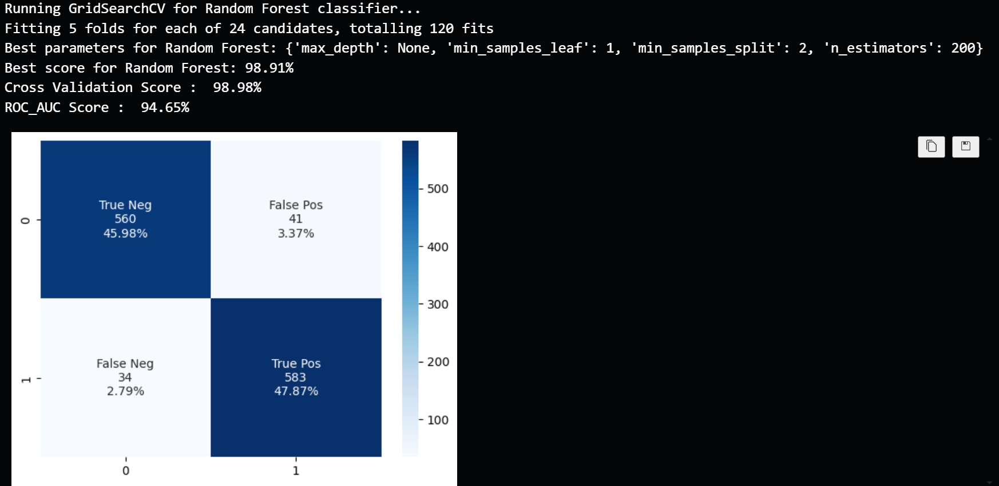 Running GridSearchCV for Random Forest classifier...
Fitting 5 folds for each of 24 candidates, totalling 120 fits
Best parameters for Random Forest: {'max_depth': None, 'min_samples_leaf': 1, 'min_samples_split': 2, 'n_estimators': 200}
Best score for Random Forest: 98.91%
Cross Validation Score :  98.98%
ROC_AUC Score :  94.65%
0
True Neg
560
45.98%
False Pos
41
3.37%
1
False Neg
34
2.79%
True Pos
583
47.87%
0
1
500
400
300
200
100